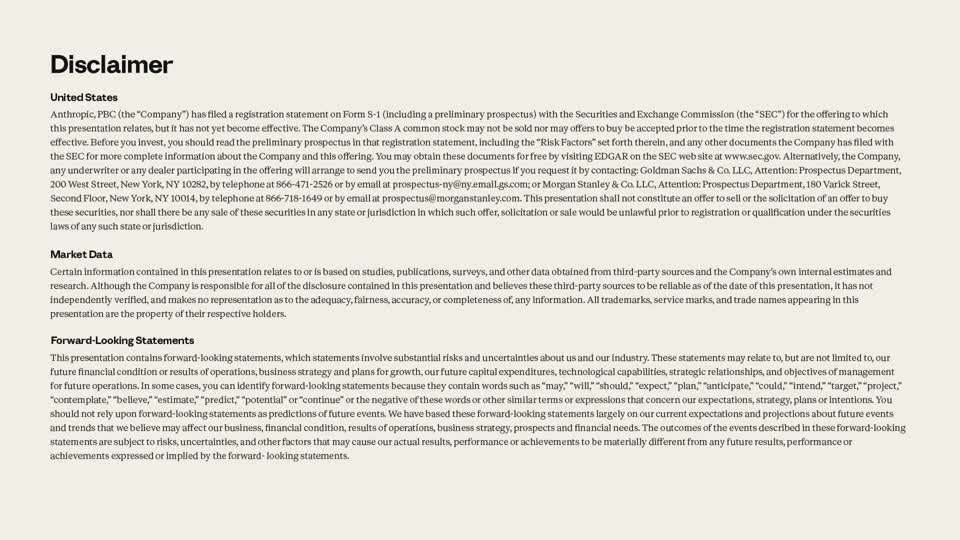 Disclaimer
United States
Anthropic, PBC (the “Company”) has filed a registration statement on Form S-1 (including a preliminary prospectus) with the Securities and Exchange Commission (the “SEC”) for the offering to which
this presentation relates, but it has not yet become effective. The Company’s Class A common stock may not be sold nor may offers to buy be accepted prior to the time the registration statement becomes
effective. Before you invest, you should read the preliminary prospectus in that registration statement, including the “Risk Factors” set forth therein, and any other documents the Company has filed with
the SEC for more complete information about the Company and this offering. You may obtain these documents for free by visiting EDGAR on the SEC web site at www.sec.gov. Alternatively, the Company,
any underwriter or any dealer participating in the offering will arrange to send you the preliminary prospectus if you request it by contacting: Goldman Sachs & Co. LLC, Attention: Prospectus Department,
200 West Street, New York, NY 10282, by telephone at 866-471-2526 or by email at prospectus-ny@ny.email.gs.com; or Morgan Stanley & Co. LLC, Attention: Prospectus Department, 180 Varick Street,
Second Floor, New York, NY 10014, by telephone at 866-718-1649 or by email at prospectus@morganstanley.com. This presentation shall not constitute an offer to sell or the solicitation of an offer to buy
these securities, nor shall there be any sale of these securities in any state or jurisdiction in which such offer, solicitation or sale would be unlawful prior to registration or qualification under the securities
laws of any such state or jurisdiction.
Market Data
Certain information contained in this presentation relates to or is based on studies, publications, surveys, and other data obtained from third-party sources and the Company’s own internal estimates and
research. Although the Company is responsible for all of the disclosure contained in this presentation and believes these third-party sources to be reliable as of the date of this presentation, it has not
independently verified, and makes no representation as to the adequacy, fairness, accuracy, or completeness of, any information. All trademarks, service marks, and trade names appearing in this
presentation are the property of their respective holders.
Forward-Looking Statements
This presentation contains forward-looking statements, which statements involve substantial risks and uncertainties about us and our industry. These statements may relate to, but are not limited to, our
future financial condition or results of operations, business strategy and plans for growth, our future capital expenditures, technological capabilities, strategic relationships, and objectives of management
for future operations. In some cases, you can identify forward-looking statements because they contain words such as “may,” “will,” “should,” “expect,” “plan,” “anticipate,” “could,” “intend,” “target,” “project,”
“contemplate,” “believe,” “estimate,” “predict,” “potential” or “continue” or the negative of these words or other similar terms or expressions that concern our expectations, strategy, plans or intentions. You
should not rely upon forward-looking statements as predictions of future events. We have based these forward-looking statements largely on our current expectations and projections about future events
and trends that we believe may affect our business, financial condition, results of operations, business strategy, prospects and financial needs. The outcomes of the events described in these forward-looking
statements are subject to risks, uncertainties, and other factors that may cause our actual results, performance or achievements to be materially different from any future results, performance or
achievements expressed or implied by the forward- looking statements.